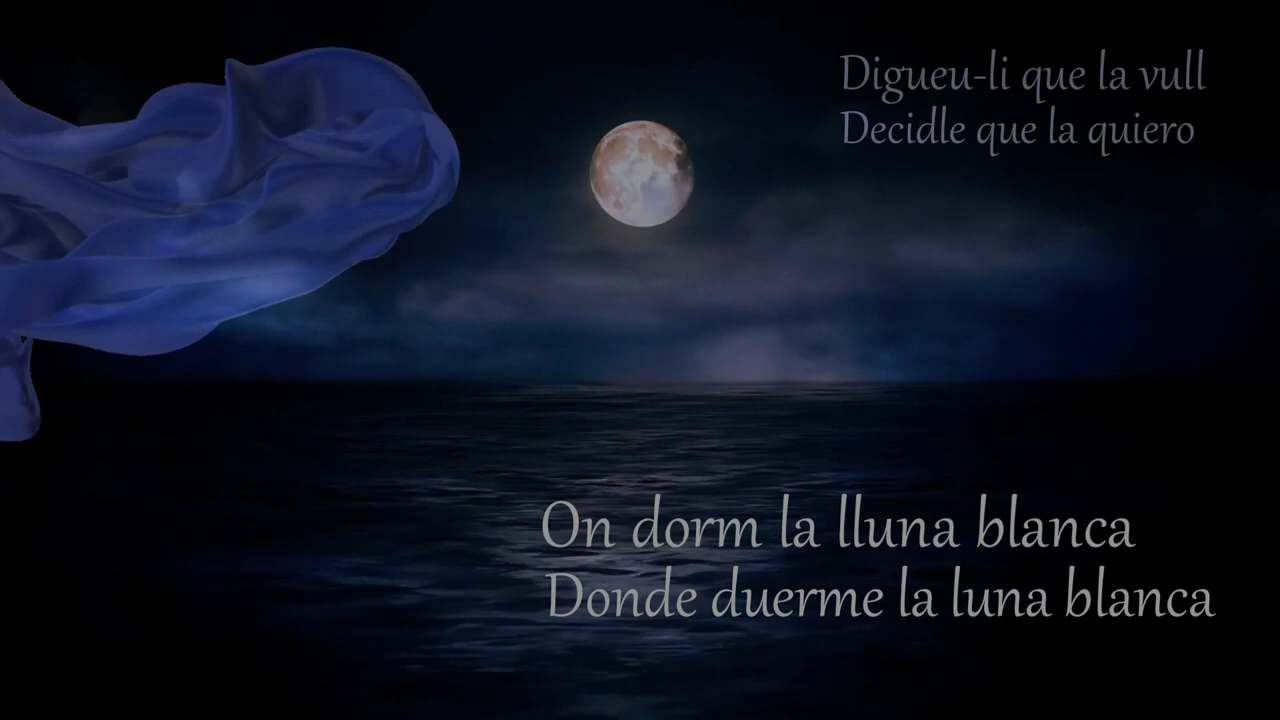 Digueu-li que la vull
Decidle que la quiero
On dorm la lluna blanca
Donde duerme la luna blanca